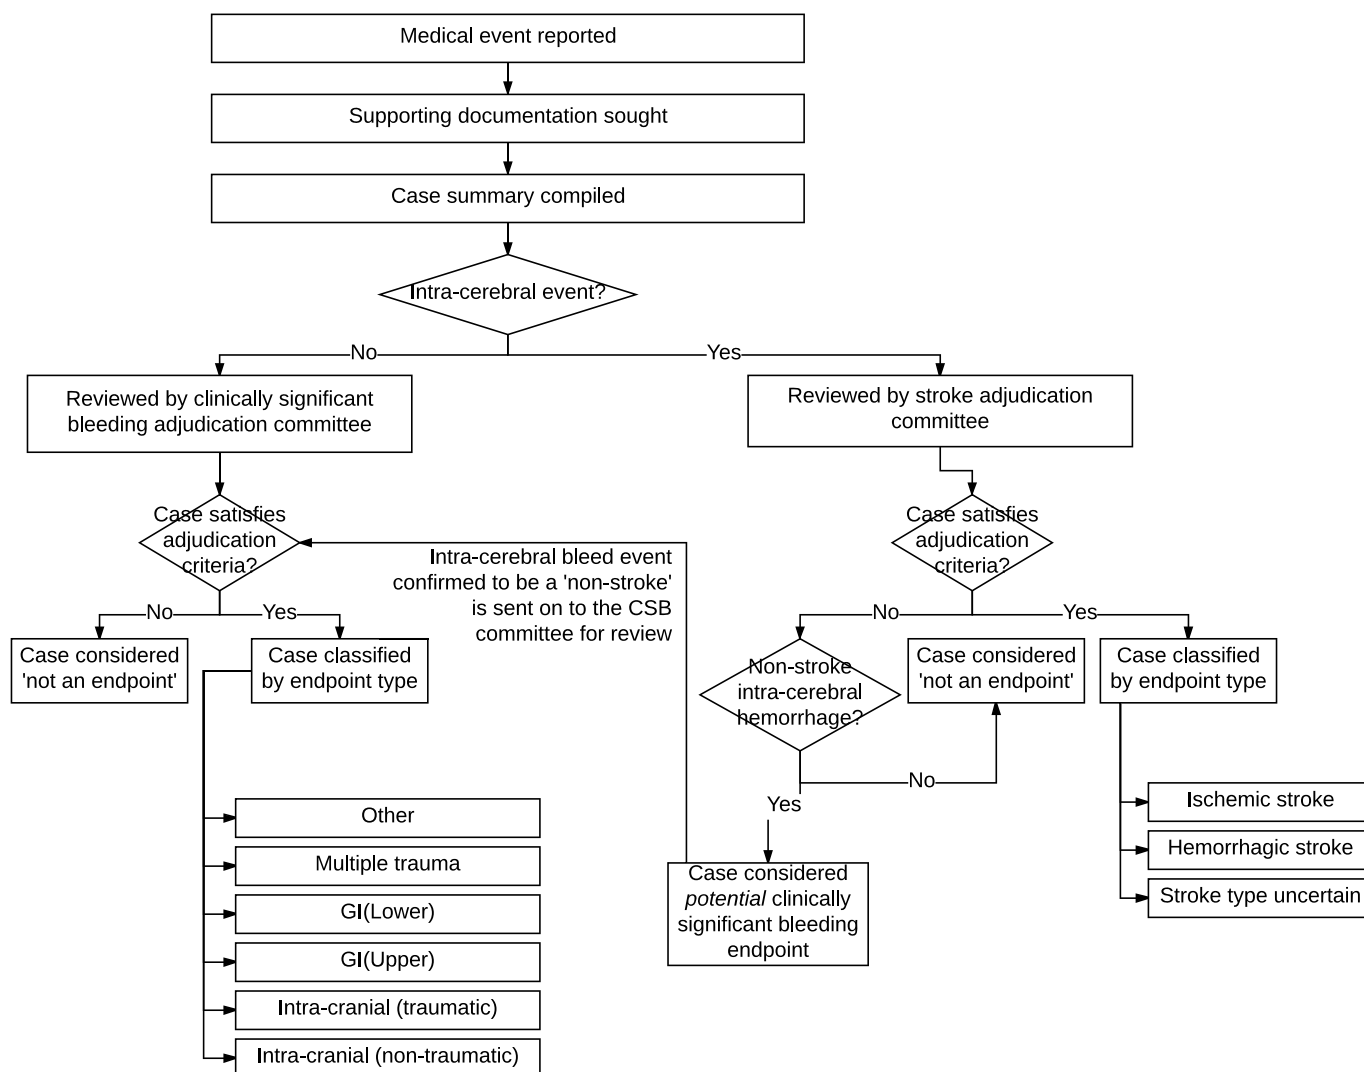 Medical event reported
Supporting documentation sought
Case summary compiled
Intra-cerebral event?
No
Yes
Reviewed by clinically significant
bleeding adjudication committee
Reviewed by stroke adjudication
committee
Case satisfies
adjudication
criteria?
Intra-cerebral bleed event
confirmed to be a 'non-stroke'
is sent on to the CSB
committee for review
Case satisfies
adjudication
criteria?
No
Yes
No
Yes
Case considered
'not an endpoint'
Case classified
by endpoint type
Non-stroke
intra-cerebral
hemorrhage?
Case considered
'not an endpoint'
Case classified
by endpoint type
No
Yes
Other
Multiple trauma
GI(Lower)
GI(Upper)
Intra-cranial (traumatic)
Intra-cranial (non-traumatic)
Case considered
potential clinically
significant bleeding
endpoint
Ischemic stroke
Hemorrhagic stroke
Stroke type uncertain